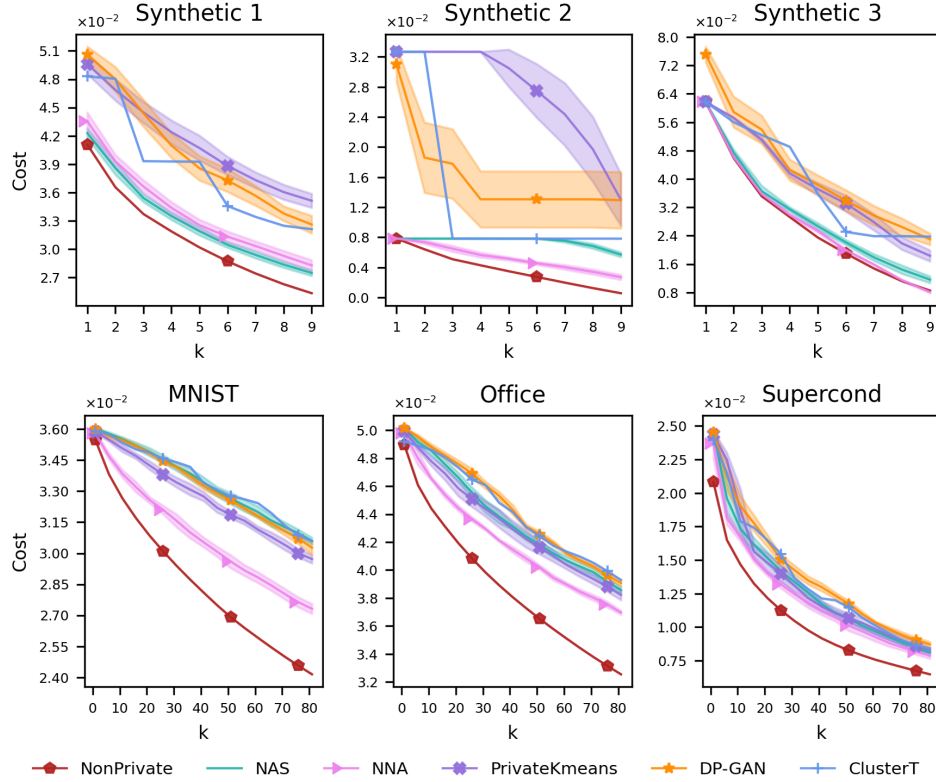 Synthetic 1
Synthetic 2
Synthetic 3
×10⁻²
×10⁻²
×10⁻²
5.1
4.8
4.5
4.2
3.9
3.6
3.3
3.0
2.7
Cost
1 2 3 4 5 6 7 8 9
k
3.2
2.8
2.4
2.0
1.6
1.2
0.8
0.4
0.0
1 2 3 4 5 6 7 8 9
k
8.0
7.2
6.4
5.6
4.8
4.0
3.2
2.4
1.6
0.8
1 2 3 4 5 6 7 8 9
k
MNIST
Office
Supercond
×10⁻²
×10⁻²
×10⁻²
3.60
3.45
3.30
3.15
3.00
2.85
2.70
2.55
2.40
Cost
0 10 20 30 40 50 60 70 80
k
5.0
4.8
4.6
4.4
4.2
4.0
3.8
3.6
3.4
3.2
0 10 20 30 40 50 60 70 80
k
2.50
2.25
2.00
1.75
1.50
1.25
1.00
0.75
0 10 20 30 40 50 60 70 80
k
NonPrivate NAS NNA PrivateKmeans DP-GAN ClusterT